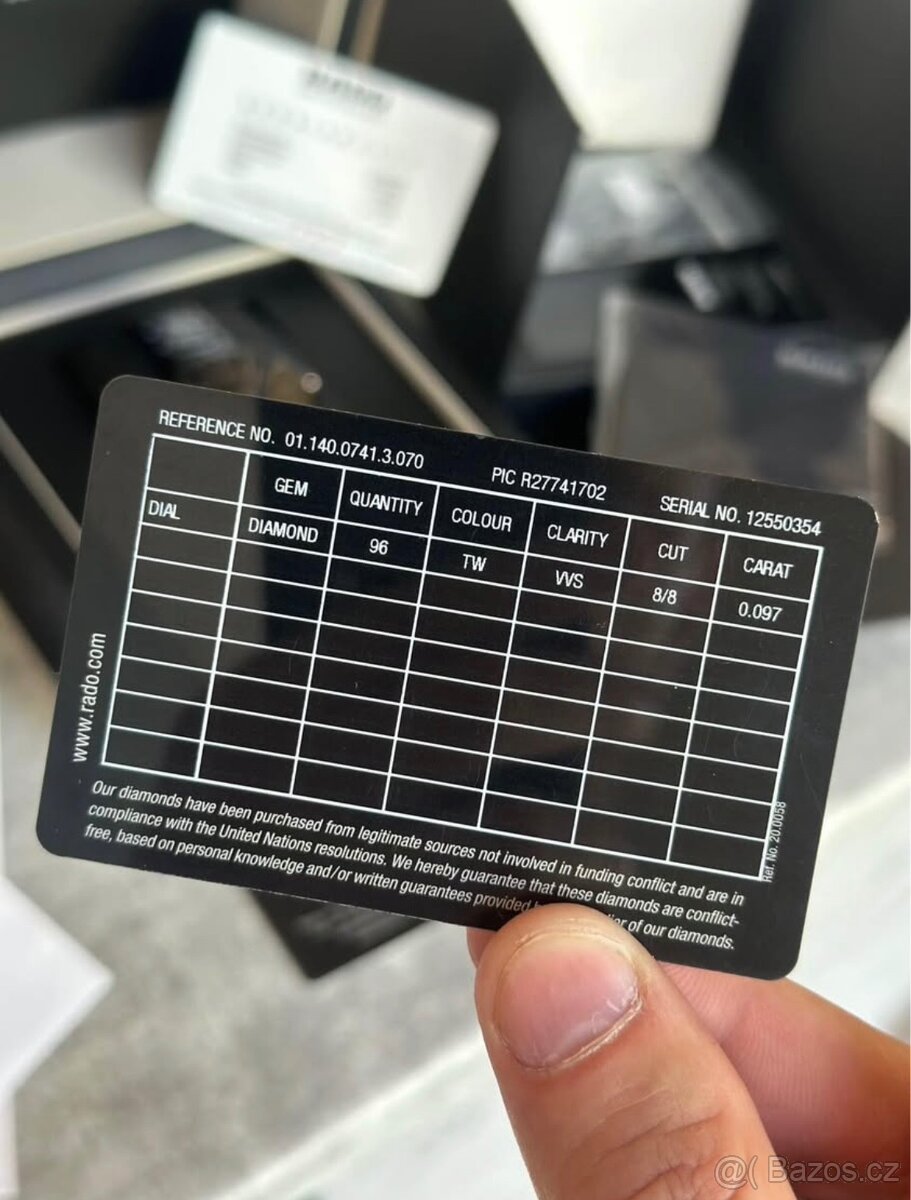 REFERENCE NO. 01.140.0741.3.070 PIC R27741702 SERIAL NO. 12550354
GEM QUANTITY COLOUR CLARITY CUT CARAT
DIAL DIAMOND 96 TW VVS 8/8 0.097
www.rado.com
Ref. No. 20.0058
Our diamonds have been purchased from legitimate sources not involved in funding conflict and are in
compliance with the United Nations resolutions. We hereby guarantee that these diamonds are conflict-
free, based on personal knowledge and/or written guarantees provided of our diamonds.
@( Bazos.cz